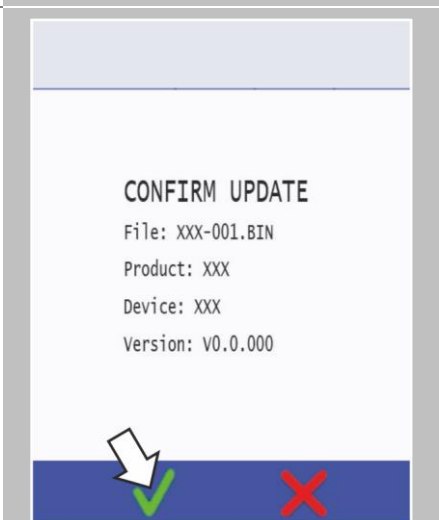 CONFIRM UPDATE
File: XXX-001.BIN
Product: XXX
Device: XXX
Version: V0.0.000